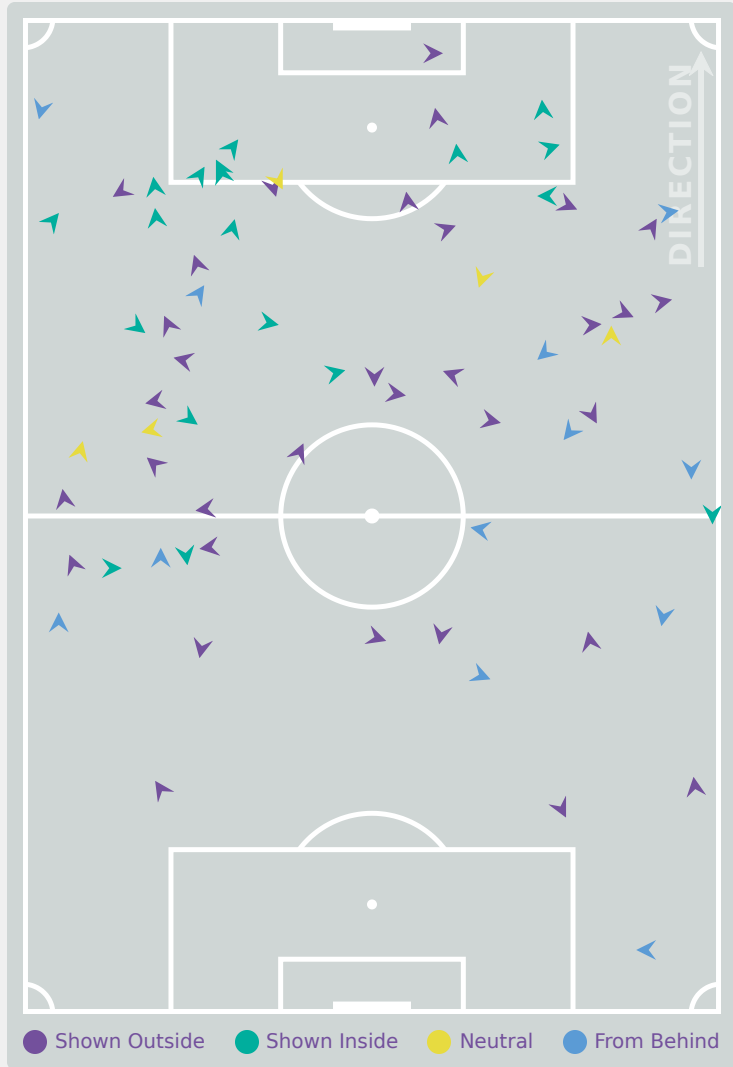 DIRECTION
Shown Outside
Shown Inside
Neutral
From Behind